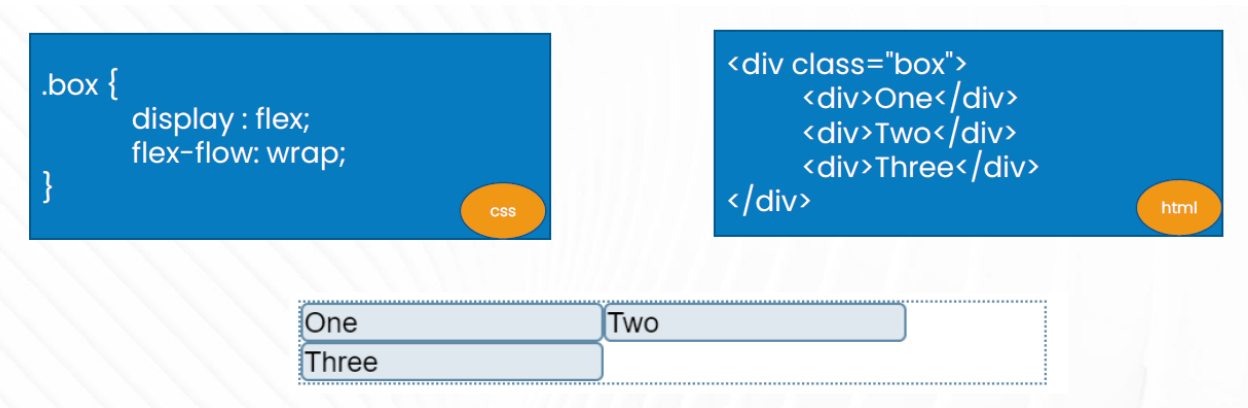 .box {
display : flex;
flex-flow: wrap;
}
css
<div class="box">
<div>One</div>
<div>Two</div>
<div>Three</div>
</div>
html
One
Two
Three